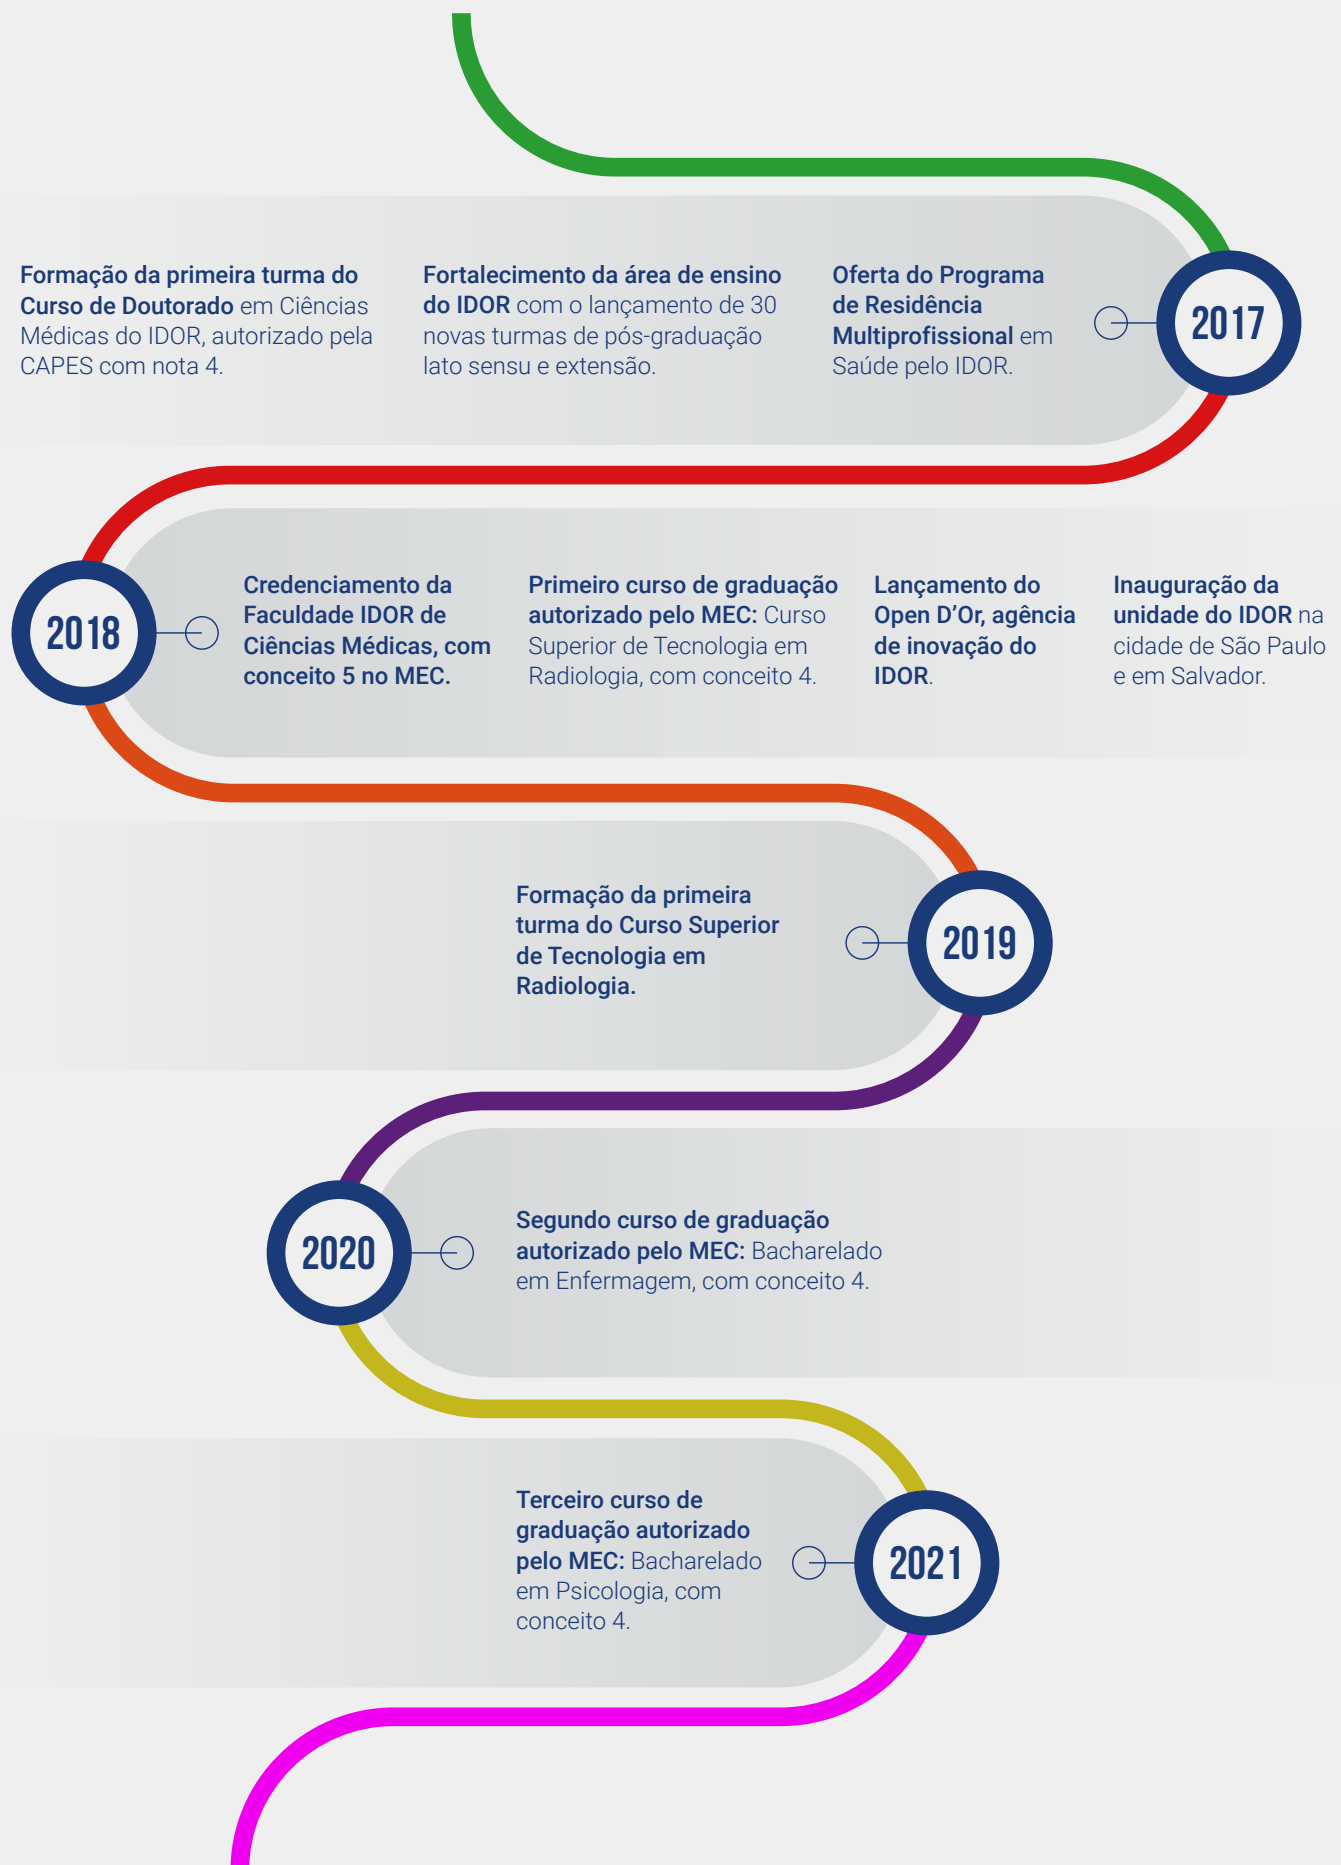 Formação da primeira turma do
Curso de Doutorado em Ciências
Médicas do IDOR, autorizado pela
CAPES com nota 4.
Fortalecimento da área de ensino
do IDOR com o lançamento de 30
novas turmas de pós-graduação
lato sensu e extensão.
Oferta do Programa
de Residência
Multiprofissional em
Saúde pelo IDOR.
2017
2018
Credenciamento da
Faculdade IDOR de
Ciências Médicas, com
conceito 5 no MEC.
Primeiro curso de graduação
autorizado pelo MEC: Curso
Superior de Tecnologia em
Radiologia, com conceito 4.
Lançamento do
Open D’Or, agência
de inovação do
IDOR.
Inauguração da
unidade do IDOR na
cidade de São Paulo
e em Salvador.
Formação da primeira
turma do Curso Superior
de Tecnologia em
Radiologia.
2019
2020
Segundo curso de graduação
autorizado pelo MEC: Bacharelado
em Enfermagem, com conceito 4.
Terceiro curso de
graduação autorizado
pelo MEC: Bacharelado
em Psicologia, com
conceito 4.
2021